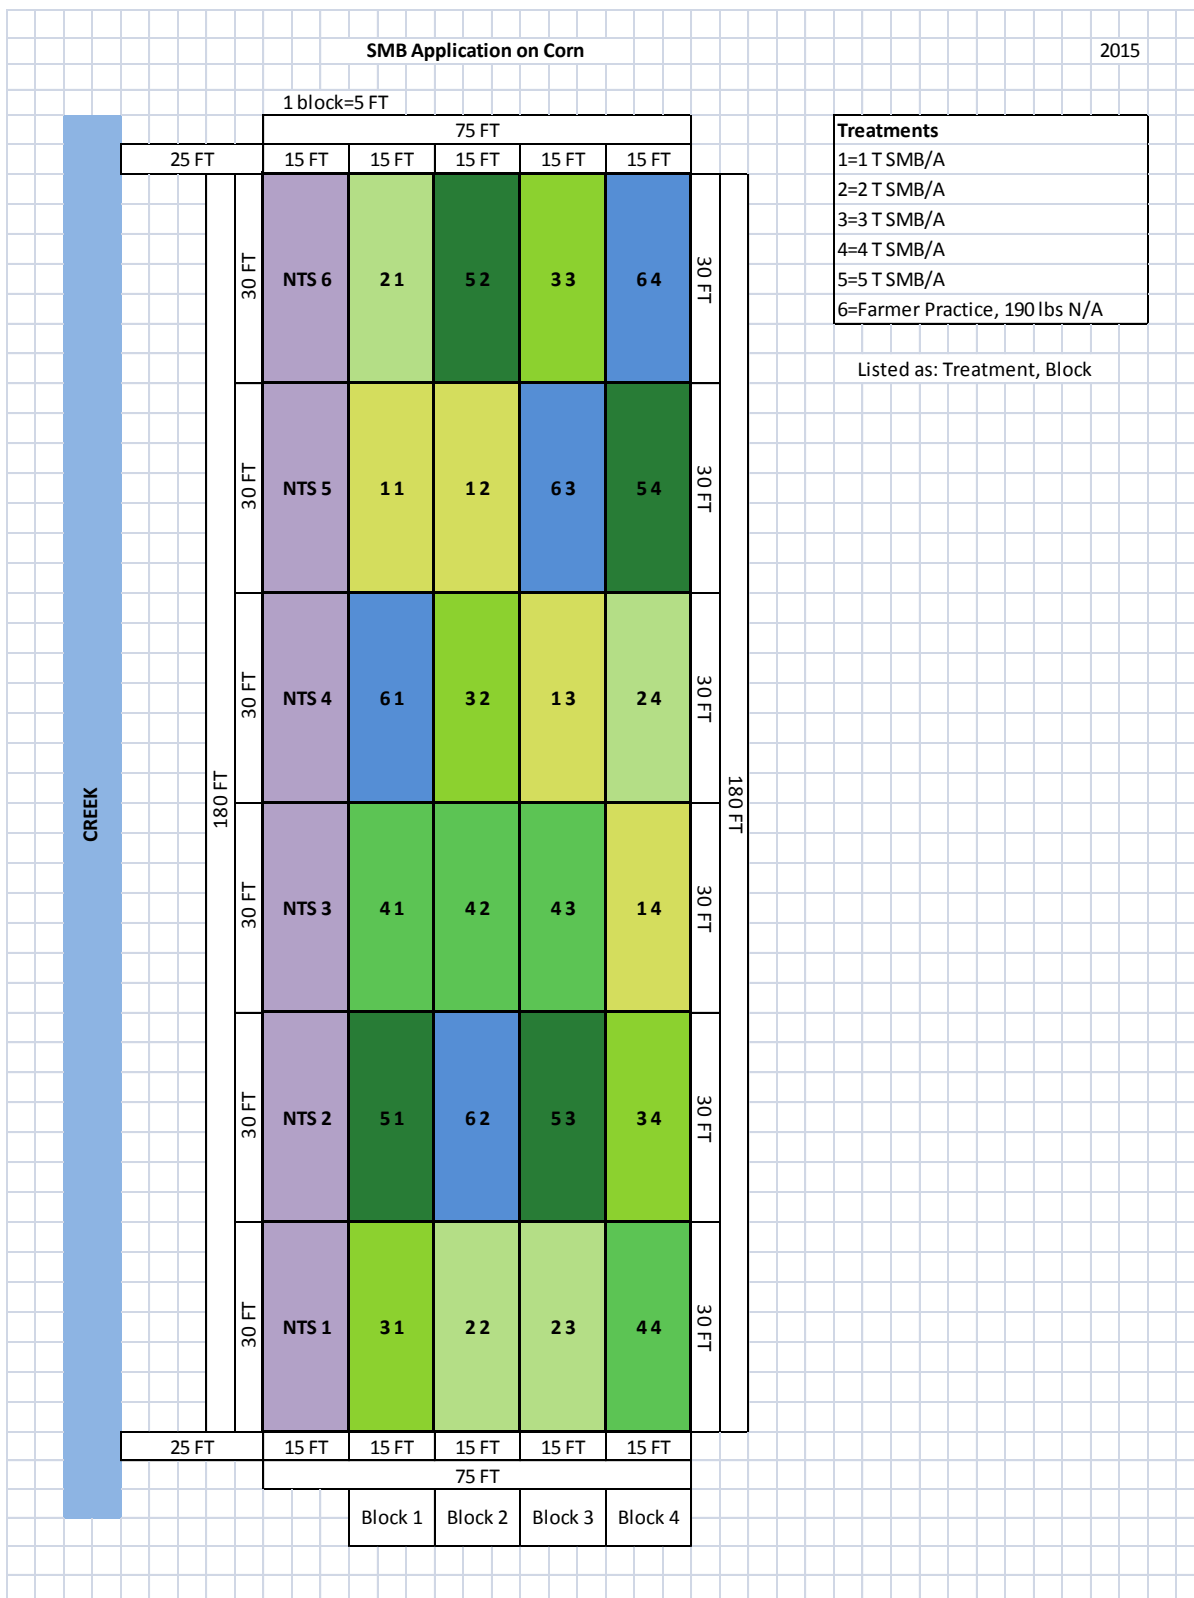 SMB Application on Corn 2015
1 block=5 FT
75 FT
25 FT 15 FT 15 FT 15 FT 15 FT 15 FT
Treatments
1=1 T SMB/A
2=2 T SMB/A
3=3 T SMB/A
4=4 T SMB/A
5=5 T SMB/A
6=Farmer Practice, 190 lbs N/A
Listed as: Treatment, Block
30 FT NTS 6 2 1 5 2 3 3 6 4 30 FT
30 FT NTS 5 1 1 1 2 6 3 5 4 30 FT
30 FT NTS 4 6 1 3 2 1 3 2 4 30 FT
CREEK 180 FT 180 FT
30 FT NTS 3 4 1 4 2 4 3 1 4 30 FT
30 FT NTS 2 5 1 6 2 5 3 3 4 30 FT
30 FT NTS 1 3 1 2 2 2 3 4 4 30 FT
25 FT 15 FT 15 FT 15 FT 15 FT 15 FT
75 FT
Block 1 Block 2 Block 3 Block 4